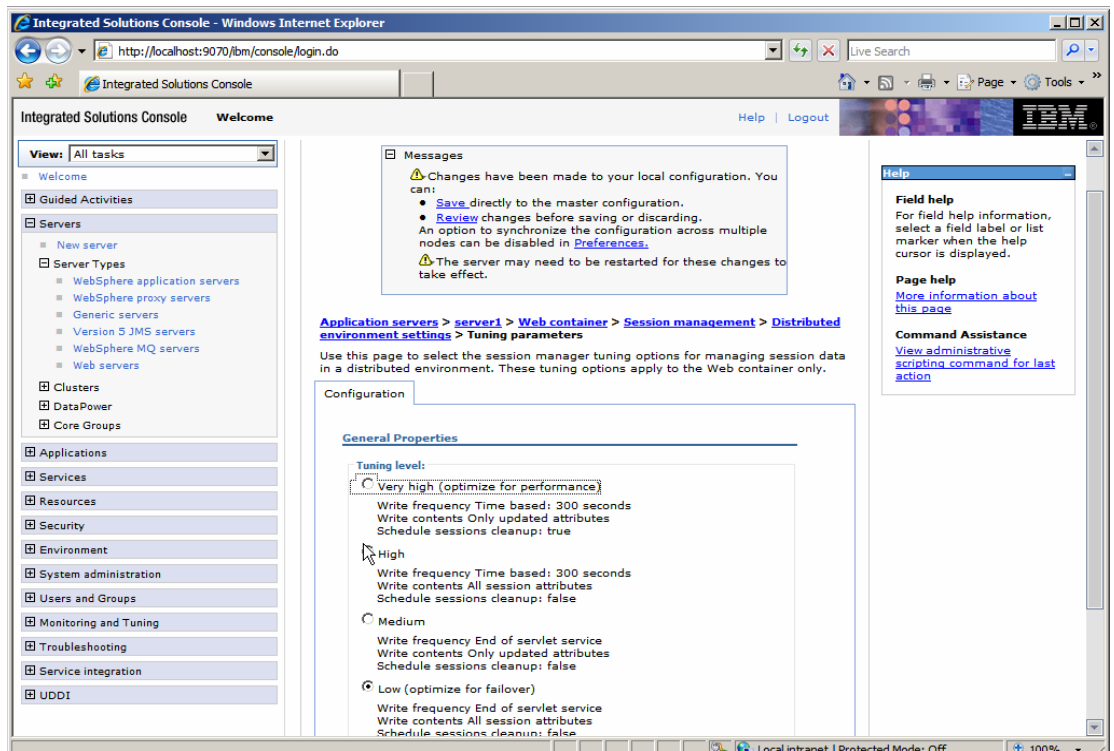 Integrated Solutions Console - Windows Internet Explorer
http://localhost:9070/ibm/console/login.do
Live Search
Integrated Solutions Console
Page
Tools
»
Integrated Solutions Console Welcome
Help | Logout
IBM®
View: All tasks
Welcome
Guided Activities
Servers
New server
Server Types
WebSphere application servers
WebSphere proxy servers
Generic servers
Version 5 JMS servers
WebSphere MQ servers
Web servers
Clusters
DataPower
Core Groups
Applications
Services
Resources
Security
Environment
System administration
Users and Groups
Monitoring and Tuning
Troubleshooting
Service integration
UDDI
Messages
Changes have been made to your local configuration. You
can:
• Save directly to the master configuration.
• Review changes before saving or discarding.
An option to synchronize the configuration across multiple
nodes can be disabled in Preferences.
The server may need to be restarted for these changes to
take effect.
Application servers > server1 > Web container > Session management > Distributed
environment settings > Tuning parameters
Use this page to select the session manager tuning options for managing session data
in a distributed environment. These tuning options apply to the Web container only.
Configuration
General Properties
Tuning level:
Very high (optimize for performance)
Write frequency Time based: 300 seconds
Write contents Only updated attributes
Schedule sessions cleanup: true
High
Write frequency Time based: 300 seconds
Write contents All session attributes
Schedule sessions cleanup: false
Medium
Write frequency End of servlet service
Write contents Only updated attributes
Schedule sessions cleanup: false
Low (optimize for failover)
Write frequency End of servlet service
Write contents All session attributes
Schedule sessions cleanup: false
Help
Field help
For field help information,
select a field label or list
marker when the help
cursor is displayed.
Page help
More information about
this page
Command Assistance
View administrative
scripting command for last
action
Local intranet | Protected Mode: Off
100%